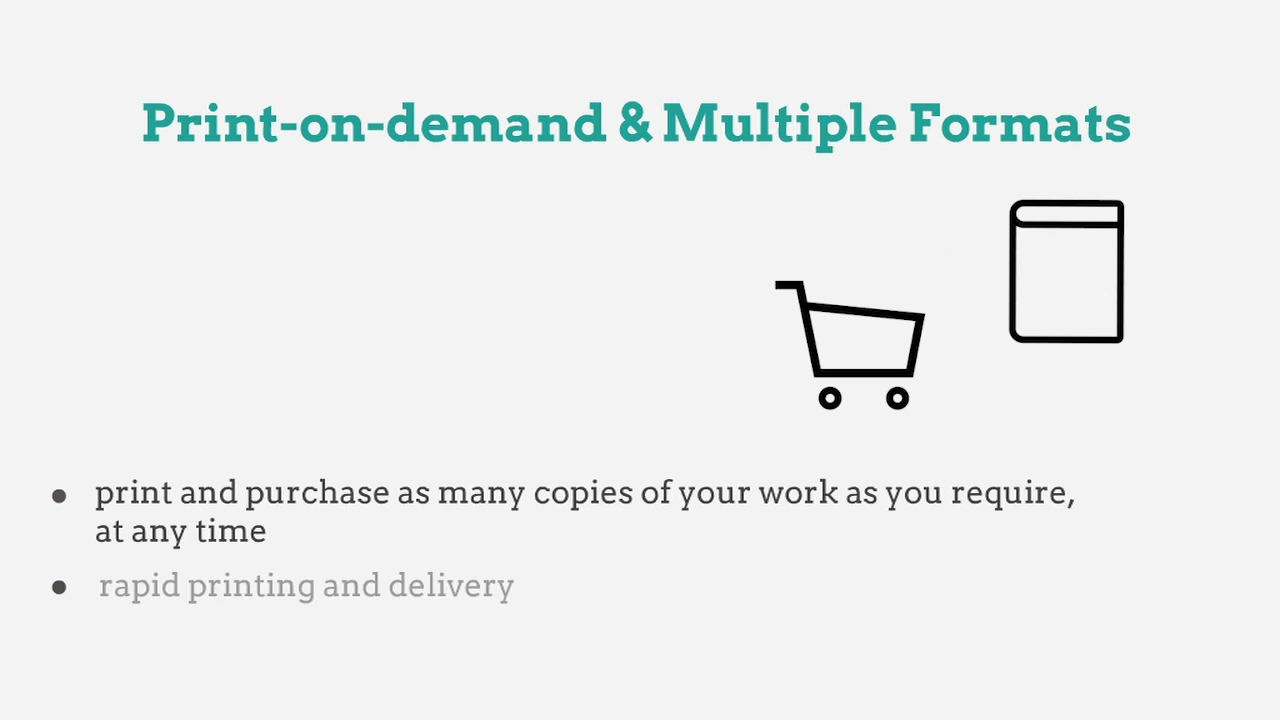 Print-on-demand & Multiple Formats
● print and purchase as many copies of your work as you require,
at any time
● rapid printing and delivery